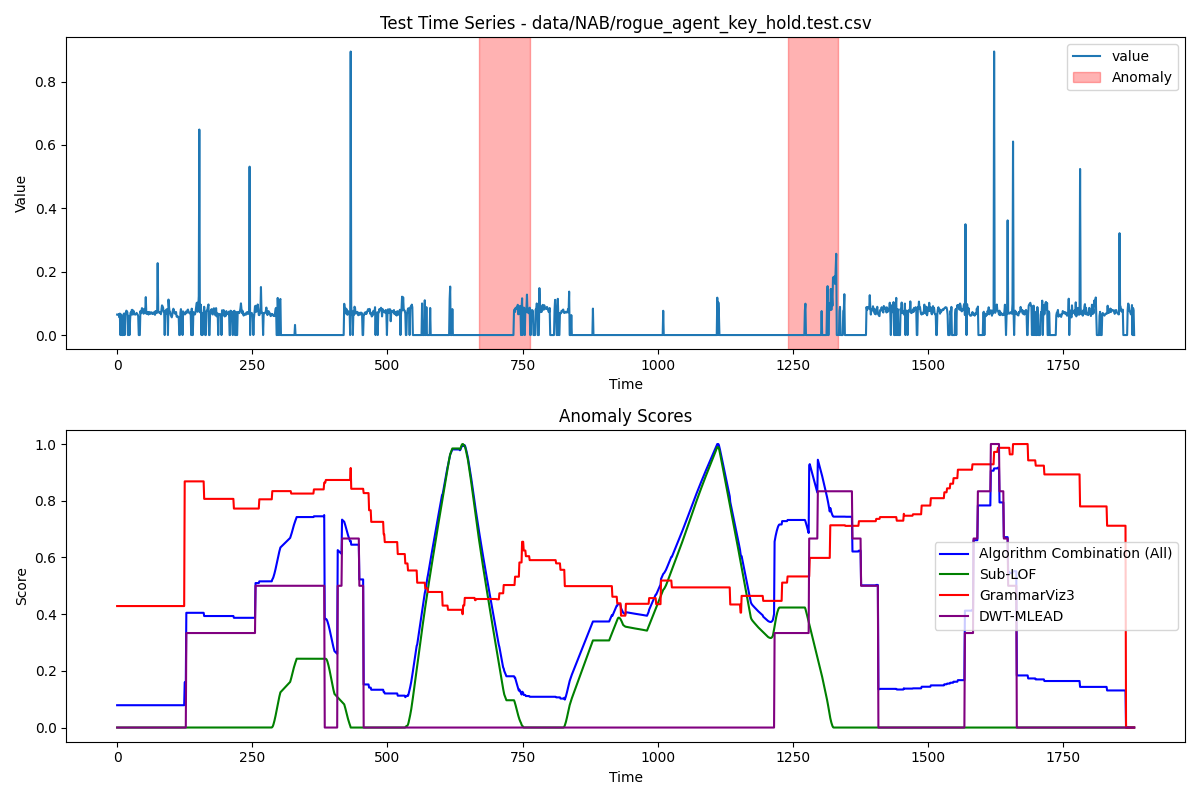 Test Time Series - data/NAB/rogue_agent_key_hold.test.csv
value
Anomaly
Value
0.8
0.6
0.4
0.2
0.0
0 250 500 750 1000 1250 1500 1750
Time
Anomaly Scores
Score
1.0
0.8
0.6
0.4
0.2
0.0
Algorithm Combination (All)
Sub-LOF
GrammarViz3
DWT-MLEAD
0 250 500 750 1000 1250 1500 1750
Time